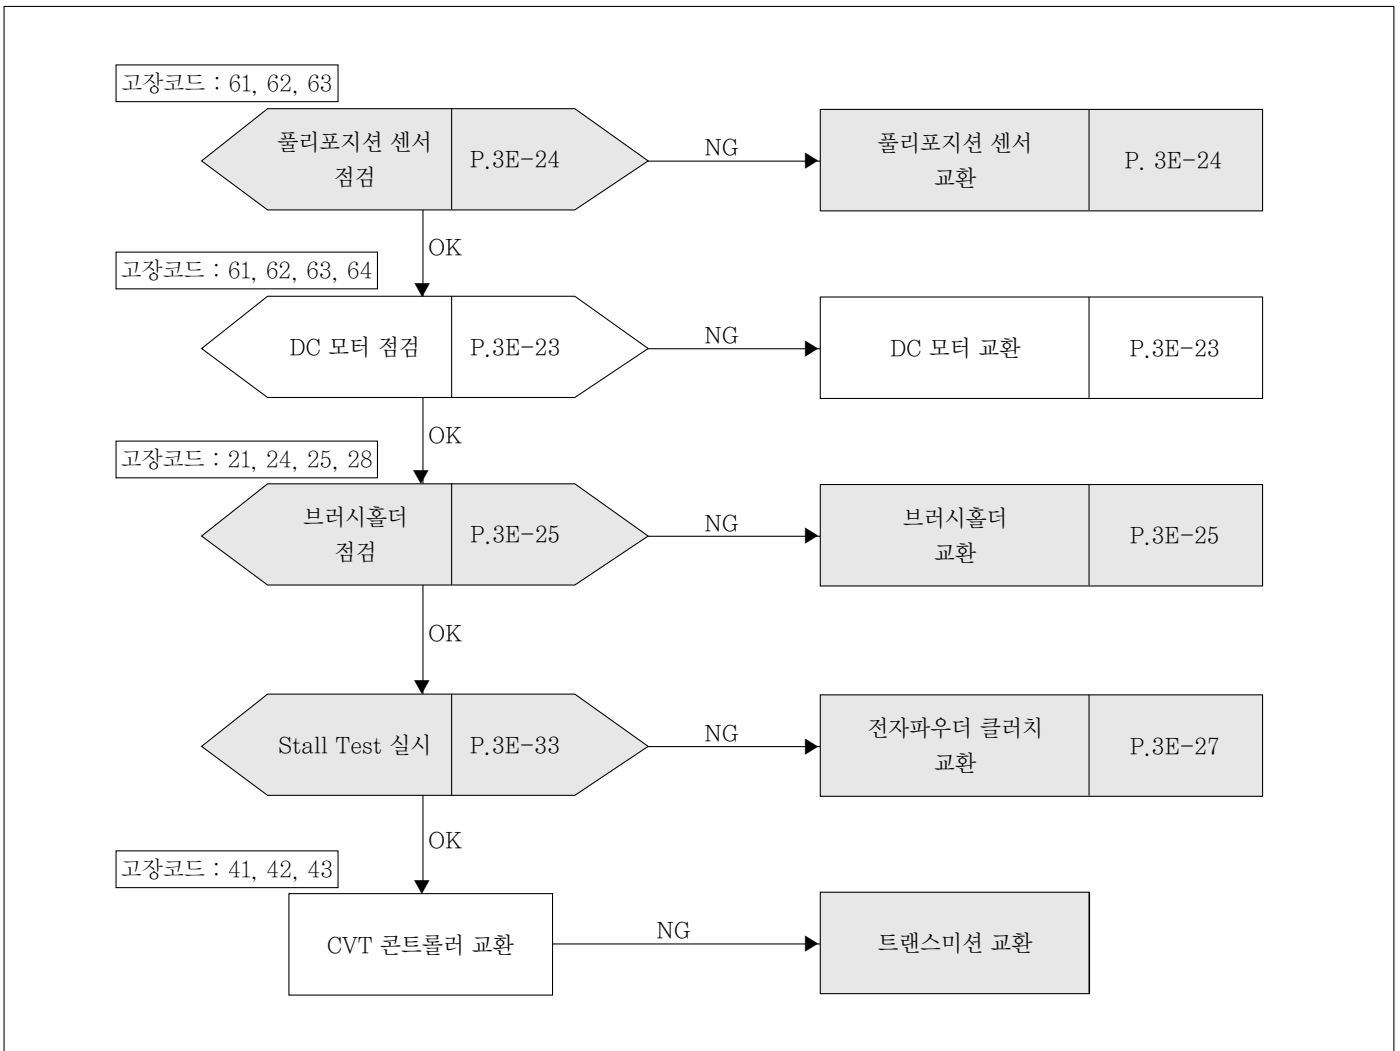 고장코드 : 61, 62, 63
풀리포지션 센서
점검
P.3E-24
NG
풀리포지션 센서
교환
P. 3E-24
OK
고장코드 : 61, 62, 63, 64
DC 모터 점검
P.3E-23
NG
DC 모터 교환
P.3E-23
OK
고장코드 : 21, 24, 25, 28
브러시홀더
점검
P.3E-25
NG
브러시홀더
교환
P.3E-25
OK
Stall Test 실시
P.3E-33
NG
전자파우더 클러치
교환
P.3E-27
OK
고장코드 : 41, 42, 43
CVT 콘트롤러 교환
NG
트랜스미션 교환